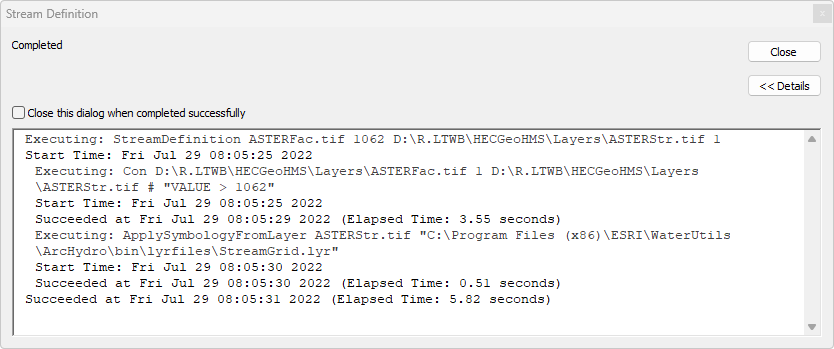 Stream Definition
Completed
Close
<< Details
Close this dialog when completed successfully
Executing: StreamDefinition ASTERFac.tif 1062 D:\R.LTWB\HECGeoHMS\Layers\ASTERStr.tif 1
Start Time: Fri Jul 29 08:05:25 2022
Executing: Con D:\R.LTWB\HECGeoHMS\Layers\ASTERFac.tif 1 D:\R.LTWB\HECGeoHMS\Layers
\ASTERStr.tif # "VALUE > 1062"
Start Time: Fri Jul 29 08:05:25 2022
Succeeded at Fri Jul 29 08:05:29 2022 (Elapsed Time: 3.55 seconds)
Executing: ApplySymbologyFromLayer ASTERStr.tif "C:\Program Files (x86)\ESRI\WaterUtils
\ArcHydro\bin\lyrfiles\StreamGrid.lyr"
Start Time: Fri Jul 29 08:05:30 2022
Succeeded at Fri Jul 29 08:05:30 2022 (Elapsed Time: 0.51 seconds)
Succeeded at Fri Jul 29 08:05:31 2022 (Elapsed Time: 5.82 seconds)